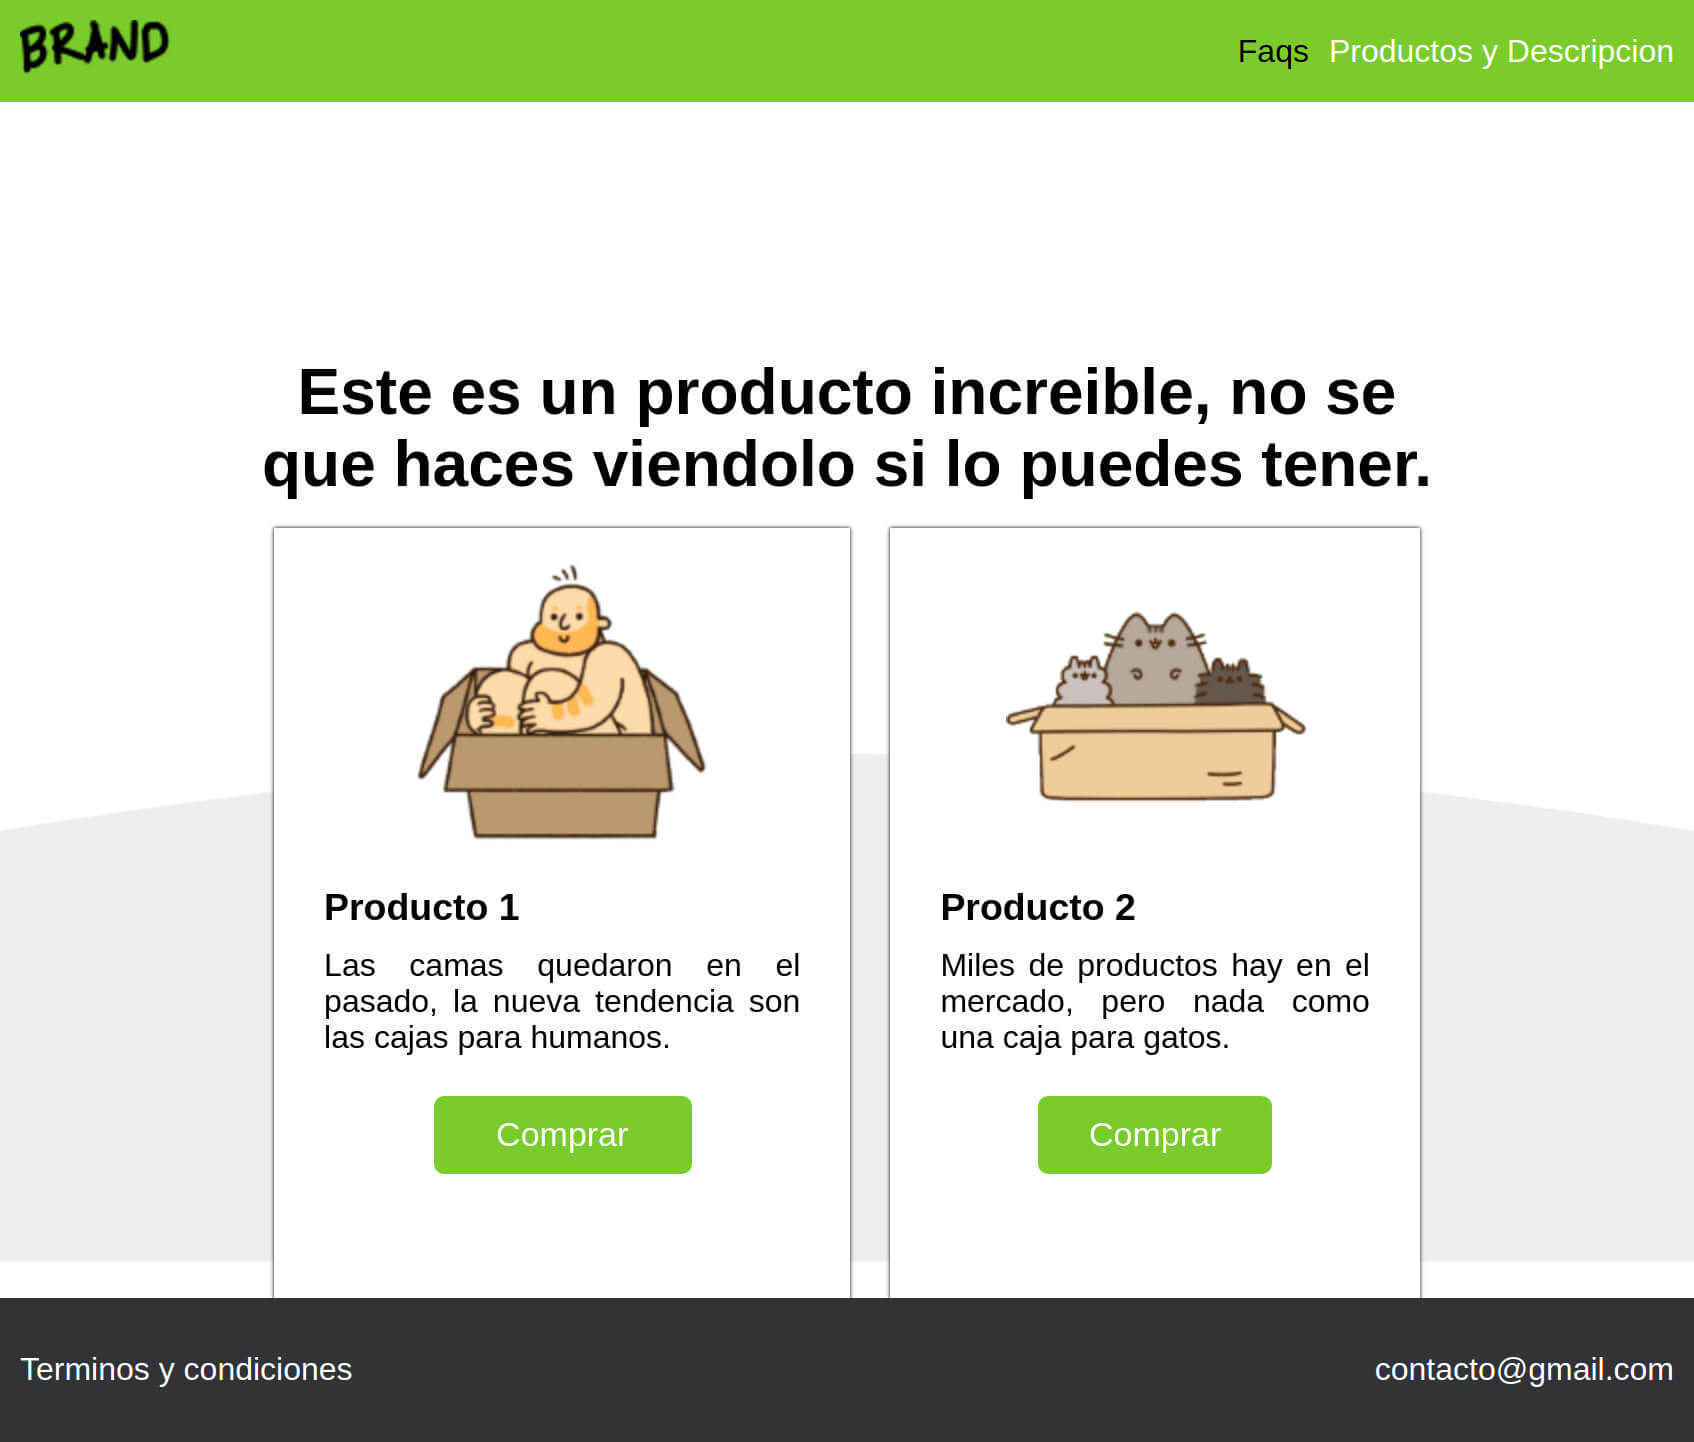 BRAND
Faqs Productos y Descripcion
Este es un producto increible, no se
que haces viendolo si lo puedes tener.
Producto 1
Las camas quedaron en el
pasado, la nueva tendencia son
las cajas para humanos.
Comprar
Producto 2
Miles de productos hay en el
mercado, pero nada como
una caja para gatos.
Comprar
Terminos y condiciones
contacto@gmail.com